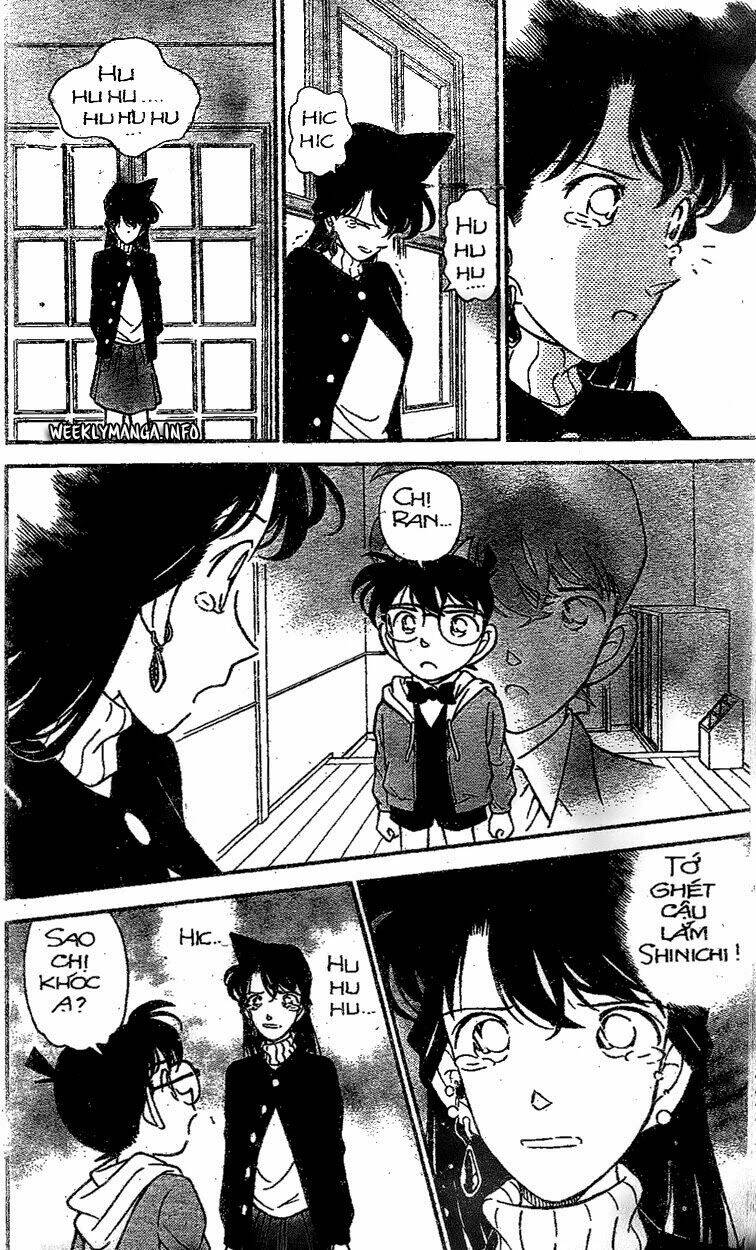 HU
HU HU....
HU HU HU
...
HIC
HIC
HU
HU
HU
...
WEEKLYMANGA.INFO
CHỊ
RAN...
SAO
CHỊ
KHÓC
Ạ?
HIC..
HU
HU
HU...
TỚ
GHÉT
CẬU
LẮM
SHINICHI!